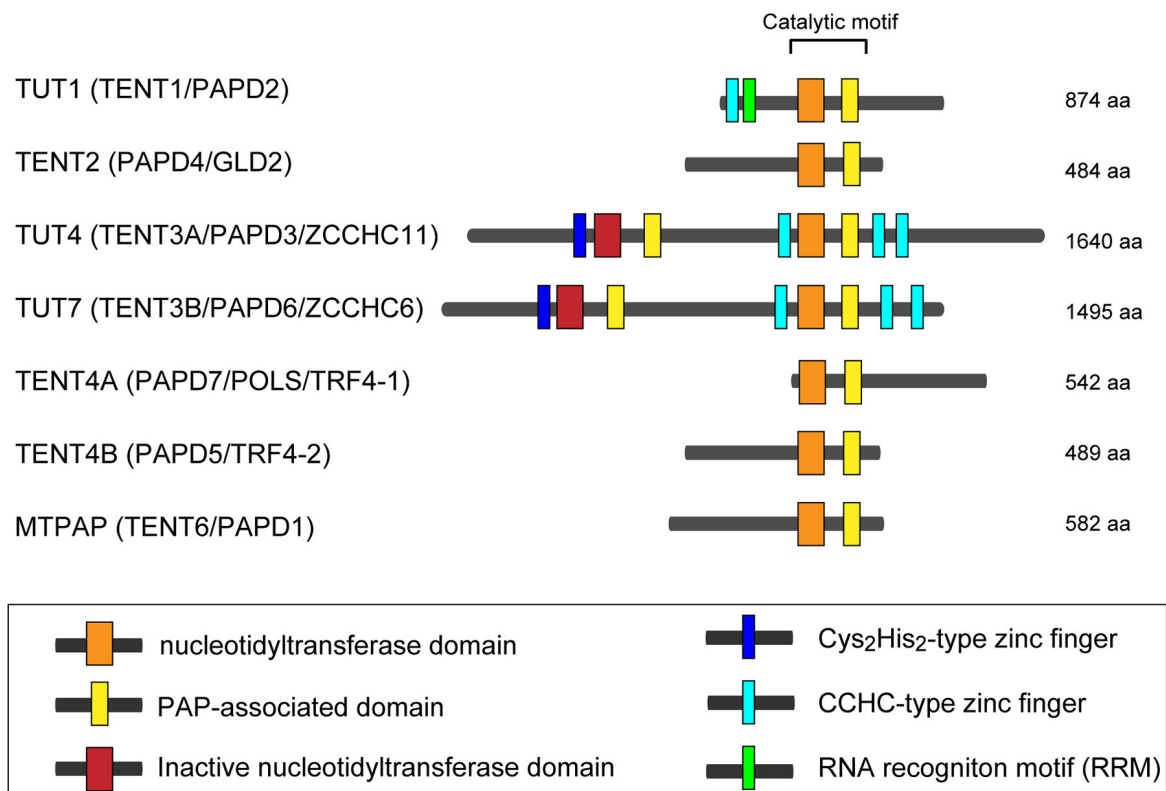 Catalytic motif
TUT1 (TENT1/PAPD2) 874 aa
TENT2 (PAPD4/GLD2) 484 aa
TUT4 (TENT3A/PAPD3/ZCCHC11) 1640 aa
TUT7 (TENT3B/PAPD6/ZCCHC6) 1495 aa
TENT4A (PAPD7/POLS/TRF4-1) 542 aa
TENT4B (PAPD5/TRF4-2) 489 aa
MTPAP (TENT6/PAPD1) 582 aa
nucleotidyltransferase domain
PAP-associated domain
Inactive nucleotidyltransferase domain
Cys₂His₂-type zinc finger
CCHC-type zinc finger
RNA recogniton motif (RRM)